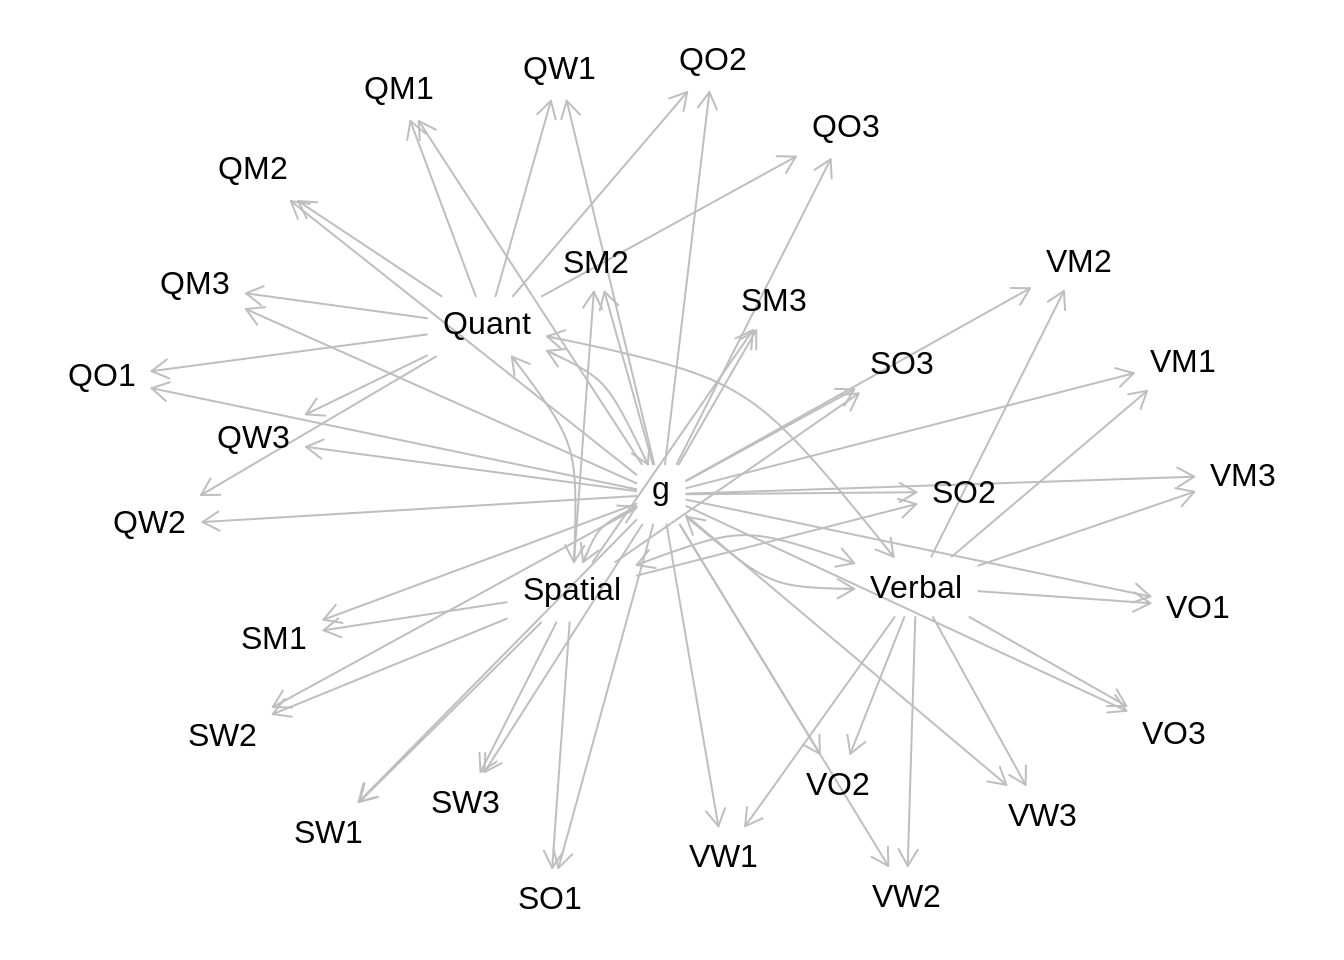 QO2
QW1
QM1
QO3
QM2
SM2
VM2
QM3
SM3
Quant
VM1
SO3
QO1
QW3
VM3
g
SO2
QW2
Verbal
Spatial
VO1
SM1
VO3
SW2
VO2
SW3
VW3
SW1
VW1
VW2
SO1